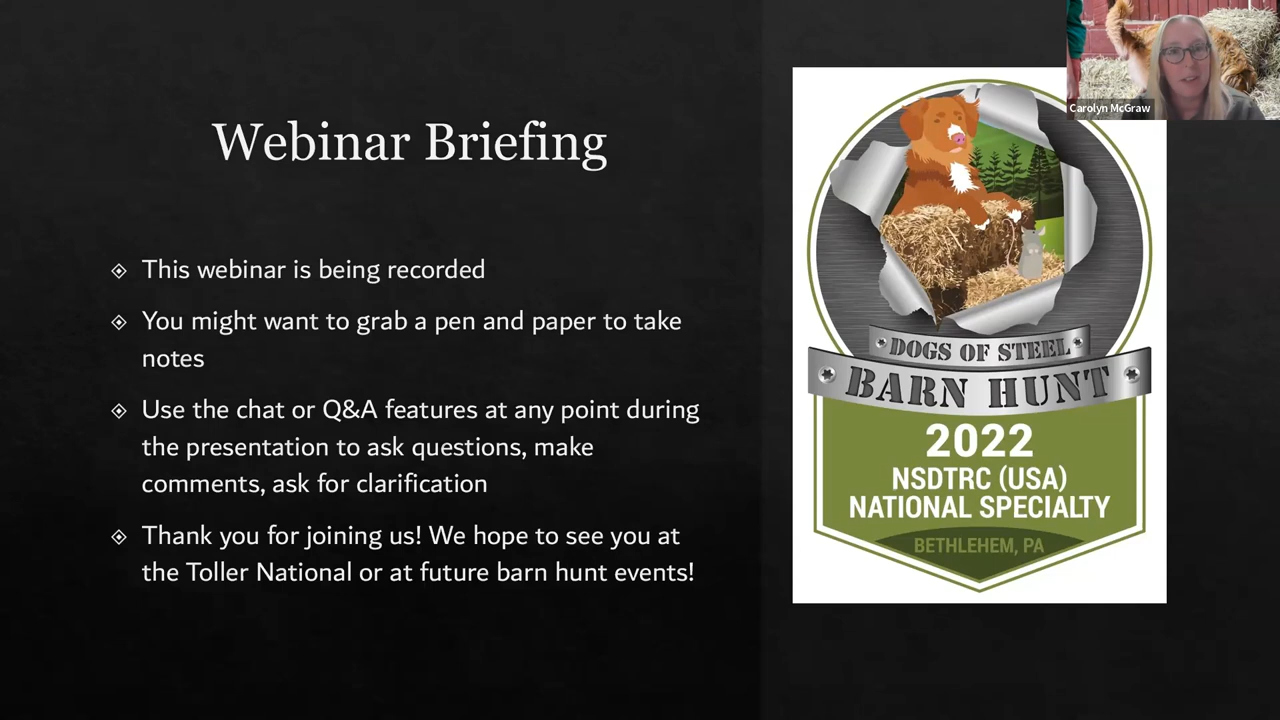 Carolyn McGraw
Webinar Briefing
This webinar is being recorded
You might want to grab a pen and paper to take
notes
Use the chat or Q&A features at any point during
the presentation to ask questions, make
comments, ask for clarification
Thank you for joining us! We hope to see you at
the Toller National or at future barn hunt events!
DOGS OF STEEL
BARN HUNT
2022
NSDTRC (USA)
NATIONAL SPECIALTY
BETHLEHEM, PA